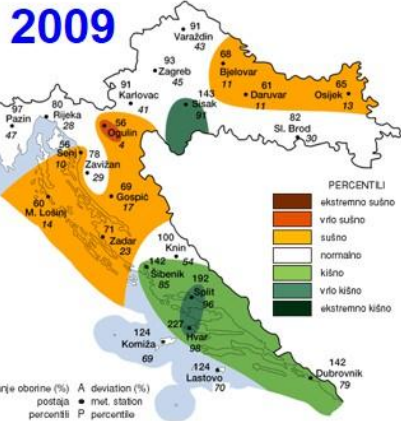 2009
91
Varaždin
43
93
Zagreb
45
68
Bjelovar
11
61
Daruvar
11
65
Osijek
13
91
Karlovac
41
143
Sisak
91
82
Sl. Brod
30
97
Pazin
47
80
Rijeka
28
56
Ogulin
4
56
Senj
10
78
Zavižan
29
69
Gospić
17
60
M. Lošinj
14
71
Zadar
23
100
Knin
54
142
Šibenik
85
192
Split
96
227
Hvar
98
124
Komiža
69
124
Lastovo
70
142
Dubrovnik
79
PERCENTILI
ekstremno sušno
vrlo sušno
sušno
normalno
kišno
vrlo kišno
ekstremno kišno
nje oborine (%) A deviation (%)
postaja ● met. station
percentili P percentile